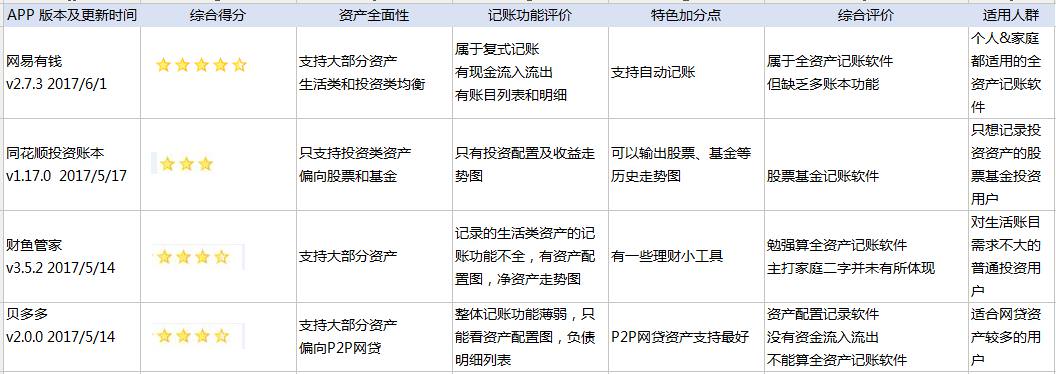 APP 版本及更新时间 综合得分 资产全面性 记账功能评价 特色加分点 综合评价 适用人群
网易有钱
v2.7.3 2017/6/1
支持大部分资产
生活类和投资类均衡
属于复式记账
有现金流入流出
有账目列表和明细
支持自动记账
属于全资产记账软件
但缺乏多账本功能
个人&家庭
都适用的全
资产记账软
件
同花顺投资账本
v1.17.0 2017/5/17
只支持投资类资产
偏向股票和基金
只有投资配置及收益走
势图
可以输出股票、基金等
历史走势图
股票基金记账软件
只想记录投
资资产的股
票基金投资
用户
财鱼管家
v3.5.2 2017/5/14
支持大部分资产
记录的生活类资产的记
账功能不全，有资产配
置图，净资产走势图
有一些理财小工具
勉强算全资产记账软件
主打家庭二字并未有所体现
对生活账目
需求不大的
普通投资用
户
贝多多
v2.0.0 2017/5/14
支持大部分资产
偏向P2P网贷
整体记账功能薄弱，只
能看资产配置图，负债
明细列表
P2P网贷资产支持最好
资产配置记录软件
没有资金流入流出
不能算全资产记账软件
适合网贷资
产较多的用
户